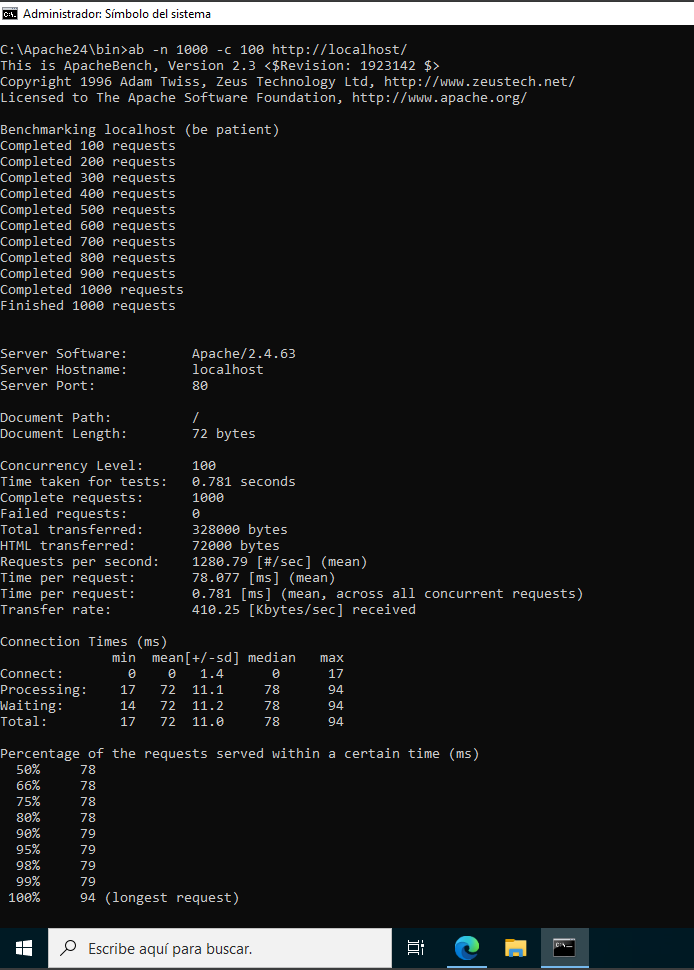 Administrador: Símbolo del sistema
C:\Apache24\bin>ab -n 1000 -c 100 http://localhost/
This is ApacheBench, Version 2.3 <$Revision: 1923142 $>
Copyright 1996 Adam Twiss, Zeus Technology Ltd, http://www.zeustech.net/
Licensed to The Apache Software Foundation, http://www.apache.org/
Benchmarking localhost (be patient)
Completed 100 requests
Completed 200 requests
Completed 300 requests
Completed 400 requests
Completed 500 requests
Completed 600 requests
Completed 700 requests
Completed 800 requests
Completed 900 requests
Completed 1000 requests
Finished 1000 requests
Server Software:        Apache/2.4.63
Server Hostname:        localhost
Server Port:            80
Document Path:          /
Document Length:        72 bytes
Concurrency Level:      100
Time taken for tests:   0.781 seconds
Complete requests:      1000
Failed requests:        0
Total transferred:      328000 bytes
HTML transferred:       72000 bytes
Requests per second:    1280.79 [#/sec] (mean)
Time per request:       78.077 [ms] (mean)
Time per request:       0.781 [ms] (mean, across all concurrent requests)
Transfer rate:          410.25 [Kbytes/sec] received
Connection Times (ms)
              min  mean[+/-sd] median   max
Connect:        0    0   1.4      0      17
Processing:    17   72  11.1     78      94
Waiting:       14   72  11.2     78      94
Total:         17   72  11.0     78      94
Percentage of the requests served within a certain time (ms)
  50%     78
  66%     78
  75%     78
  80%     78
  90%     79
  95%     79
  98%     79
  99%     79
 100%     94 (longest request)
Escribe aquí para buscar.